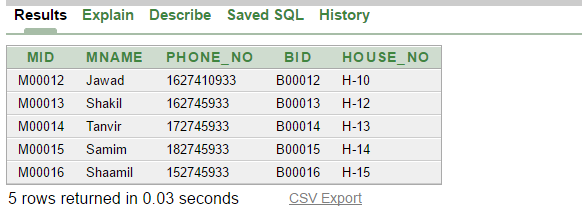 Results Explain Describe Saved SQL History
MID MNAME PHONE_NO BID HOUSE_NO
M00012 Jawad 1627410933 B00012 H-10
M00013 Shakil 162745933 B00013 H-12
M00014 Tanvir 172745933 B00014 H-13
M00015 Samim 182745933 B00015 H-14
M00016 Shaamil 152745933 B00016 H-15
5 rows returned in 0.03 seconds CSV Export